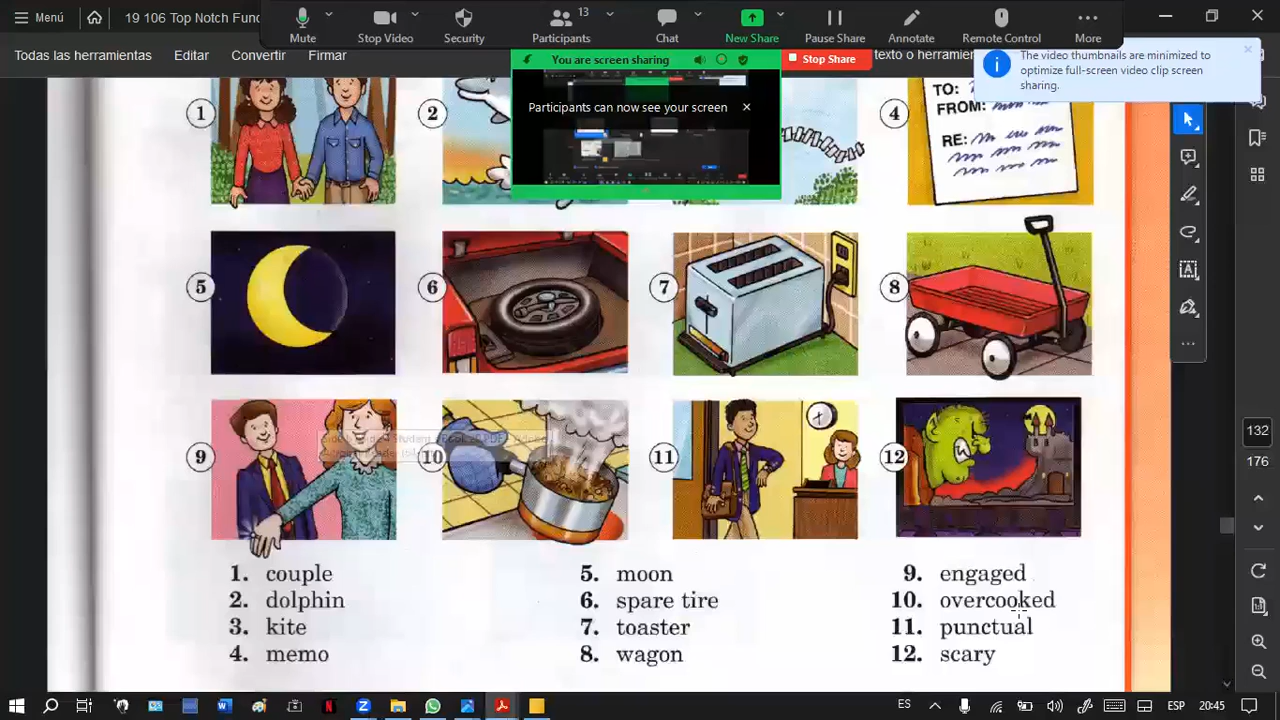 Menú
19 106 Top Notch Fund
Mute
Stop Video
Security
13
Participants
Chat
New Share
Pause Share
Annotate
Remote Control
More
Todas las herramientas
Editar
Convertir
Firmar
You are screen sharing
Stop Share
texto o herramien
The video thumbnails are minimized to
optimize full-screen video clip screen
sharing.
Participants can now see your screen
1
2
4
TO:
FROM:
RE:
5
6
7
8
9
10
11
12
1. couple
2. dolphin
3. kite
4. memo
5. moon
6. spare tire
7. toaster
8. wagon
9. engaged
10. overcooked
11. punctual
12. scary
132
176
ES
ESP
20:45